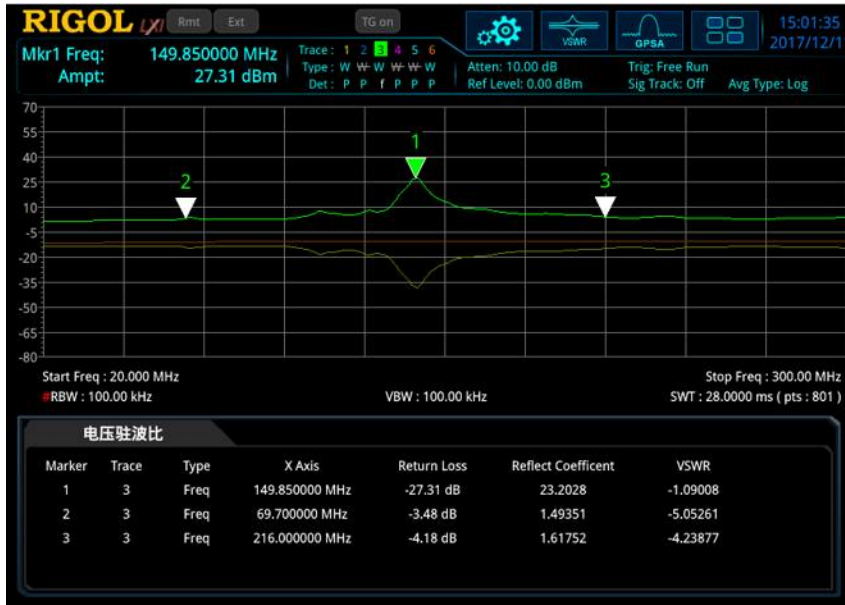 RIGOL LXI Rmt Ext TG on VSWR GPSA 15:01:35
2017/12/1
Mkr1 Freq: 149.850000 MHz
Ampt: 27.31 dBm
Trace: 1 2 3 4 5 6
Type: W W W W W W
Det: P P f P P P
Atten: 10.00 dB
Ref Level: 0.00 dBm
Trig: Free Run
Sig Track: Off Avg Type: Log
70
55
40
25
10
-5
-20
-35
-50
-65
-80
1
2
3
Start Freq : 20.000 MHz Stop Freq : 300.00 MHz
#RBW : 100.00 kHz VBW : 100.00 kHz SWT : 28.0000 ms ( pts : 801 )
电压驻波比
Marker Trace Type X Axis Return Loss Reflect Coefficent VSWR
1 3 Freq 149.850000 MHz -27.31 dB 23.2028 -1.09008
2 3 Freq 69.700000 MHz -3.48 dB 1.49351 -5.05261
3 3 Freq 216.000000 MHz -4.18 dB 1.61752 -4.23877